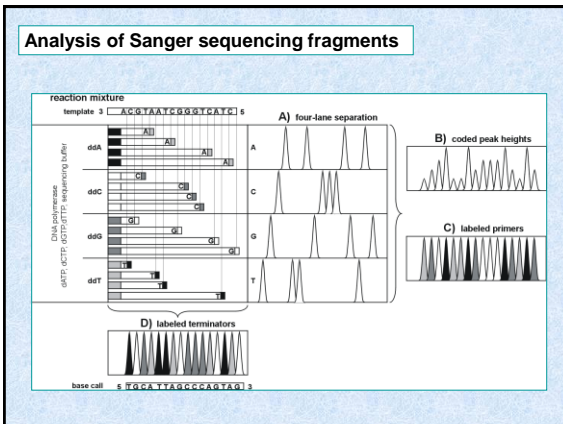 Analysis of Sanger sequencing fragments
reaction mixture
template 3 ACGTAATCGGGTCATC 5
A) four-lane separation
B) coded peak heights
C) labeled primers
DNA polymerase
dATP, dCTP, dGTP,dTTP, sequencing buffer
ddA
A
A
A
A
A
ddC
C
C
C
C
C
ddG
G
G
G
G
G
ddT
T
T
T
T
T
D) labeled terminators
base call 5 TGCATTAGCCCAGTAG 3